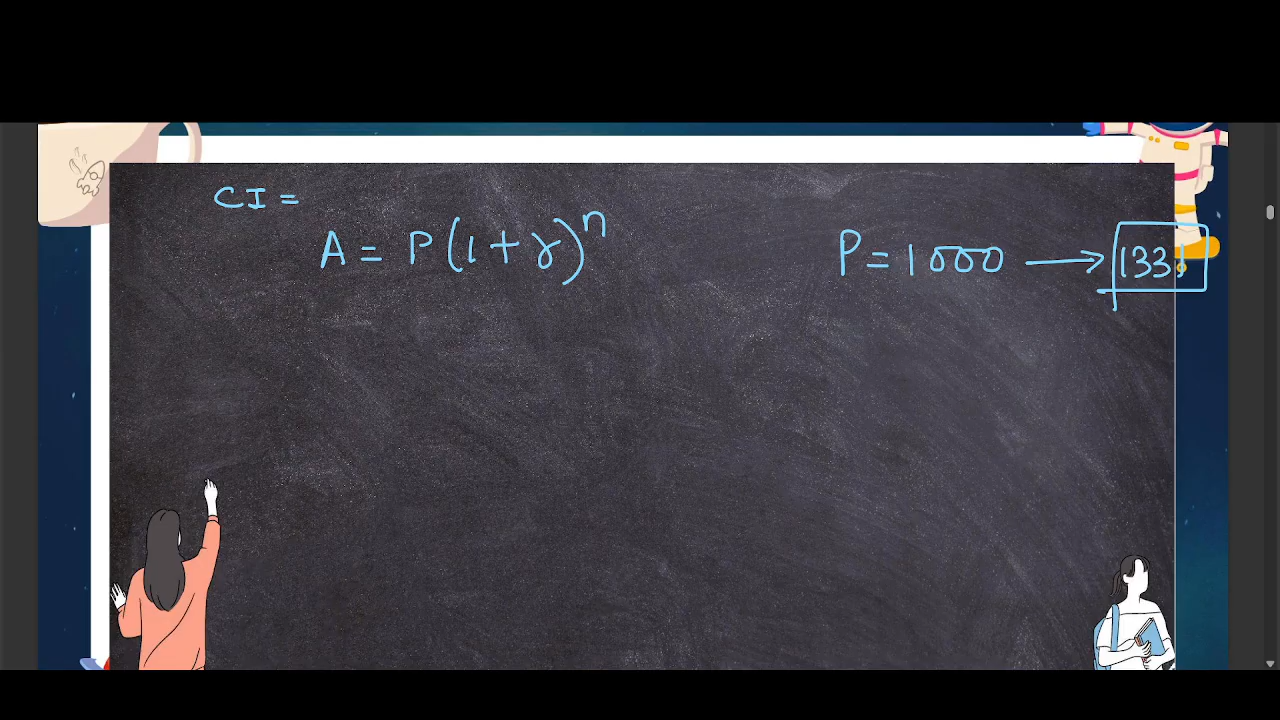 CI =
A = P(1+r)^n
P = 1000 → 1331